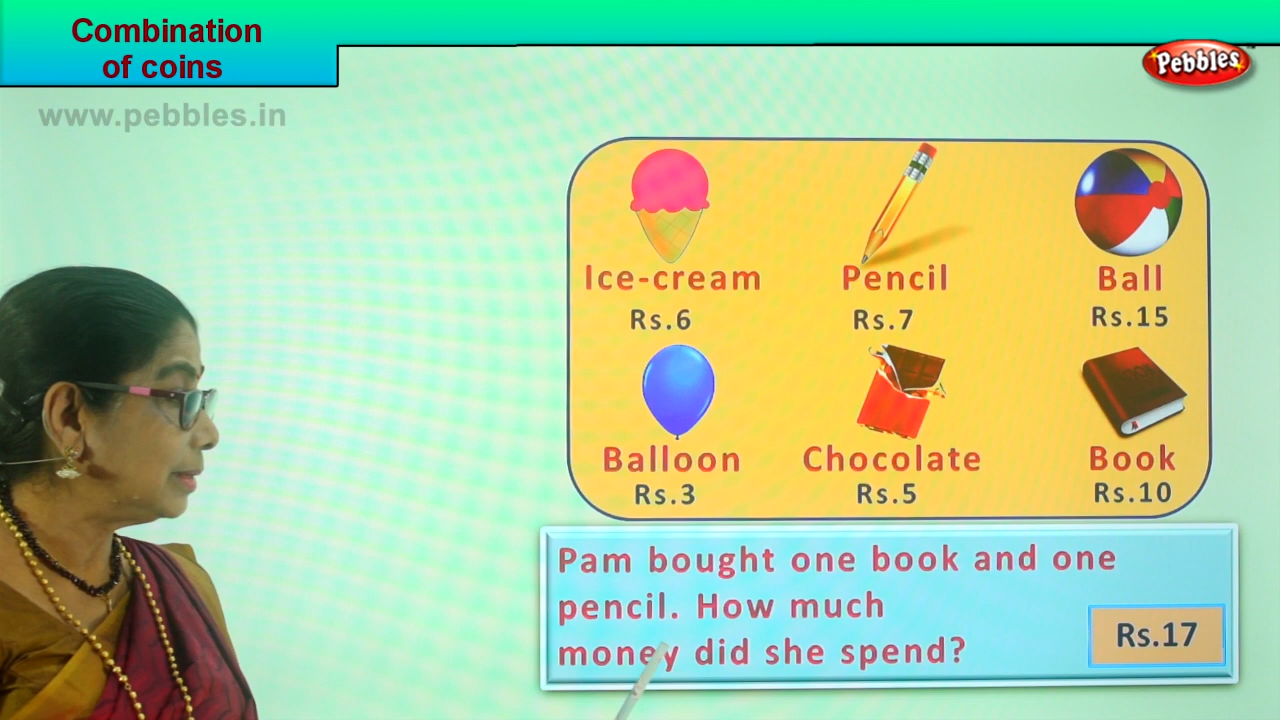 Combination
of coins
Pebbles
www.pebbles.in
Ice-cream Pencil Ball
Rs.6 Rs.7 Rs.15
Balloon Chocolate Book
Rs.3 Rs.5 Rs.10
Pam bought one book and one
pencil. How much
money did she spend?
Rs.17